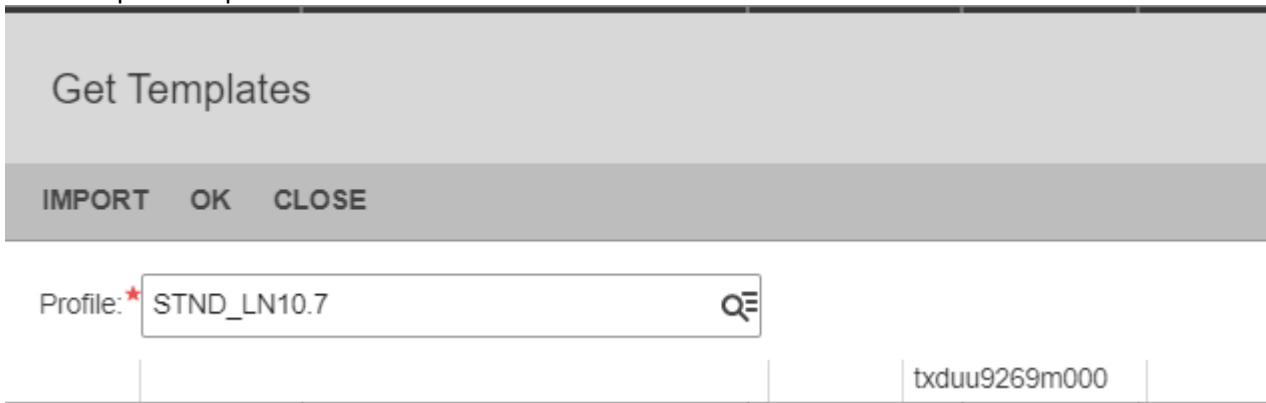 Get Templates
IMPORT OK CLOSE
Profile:* STND_LN10.7
txduu9269m000